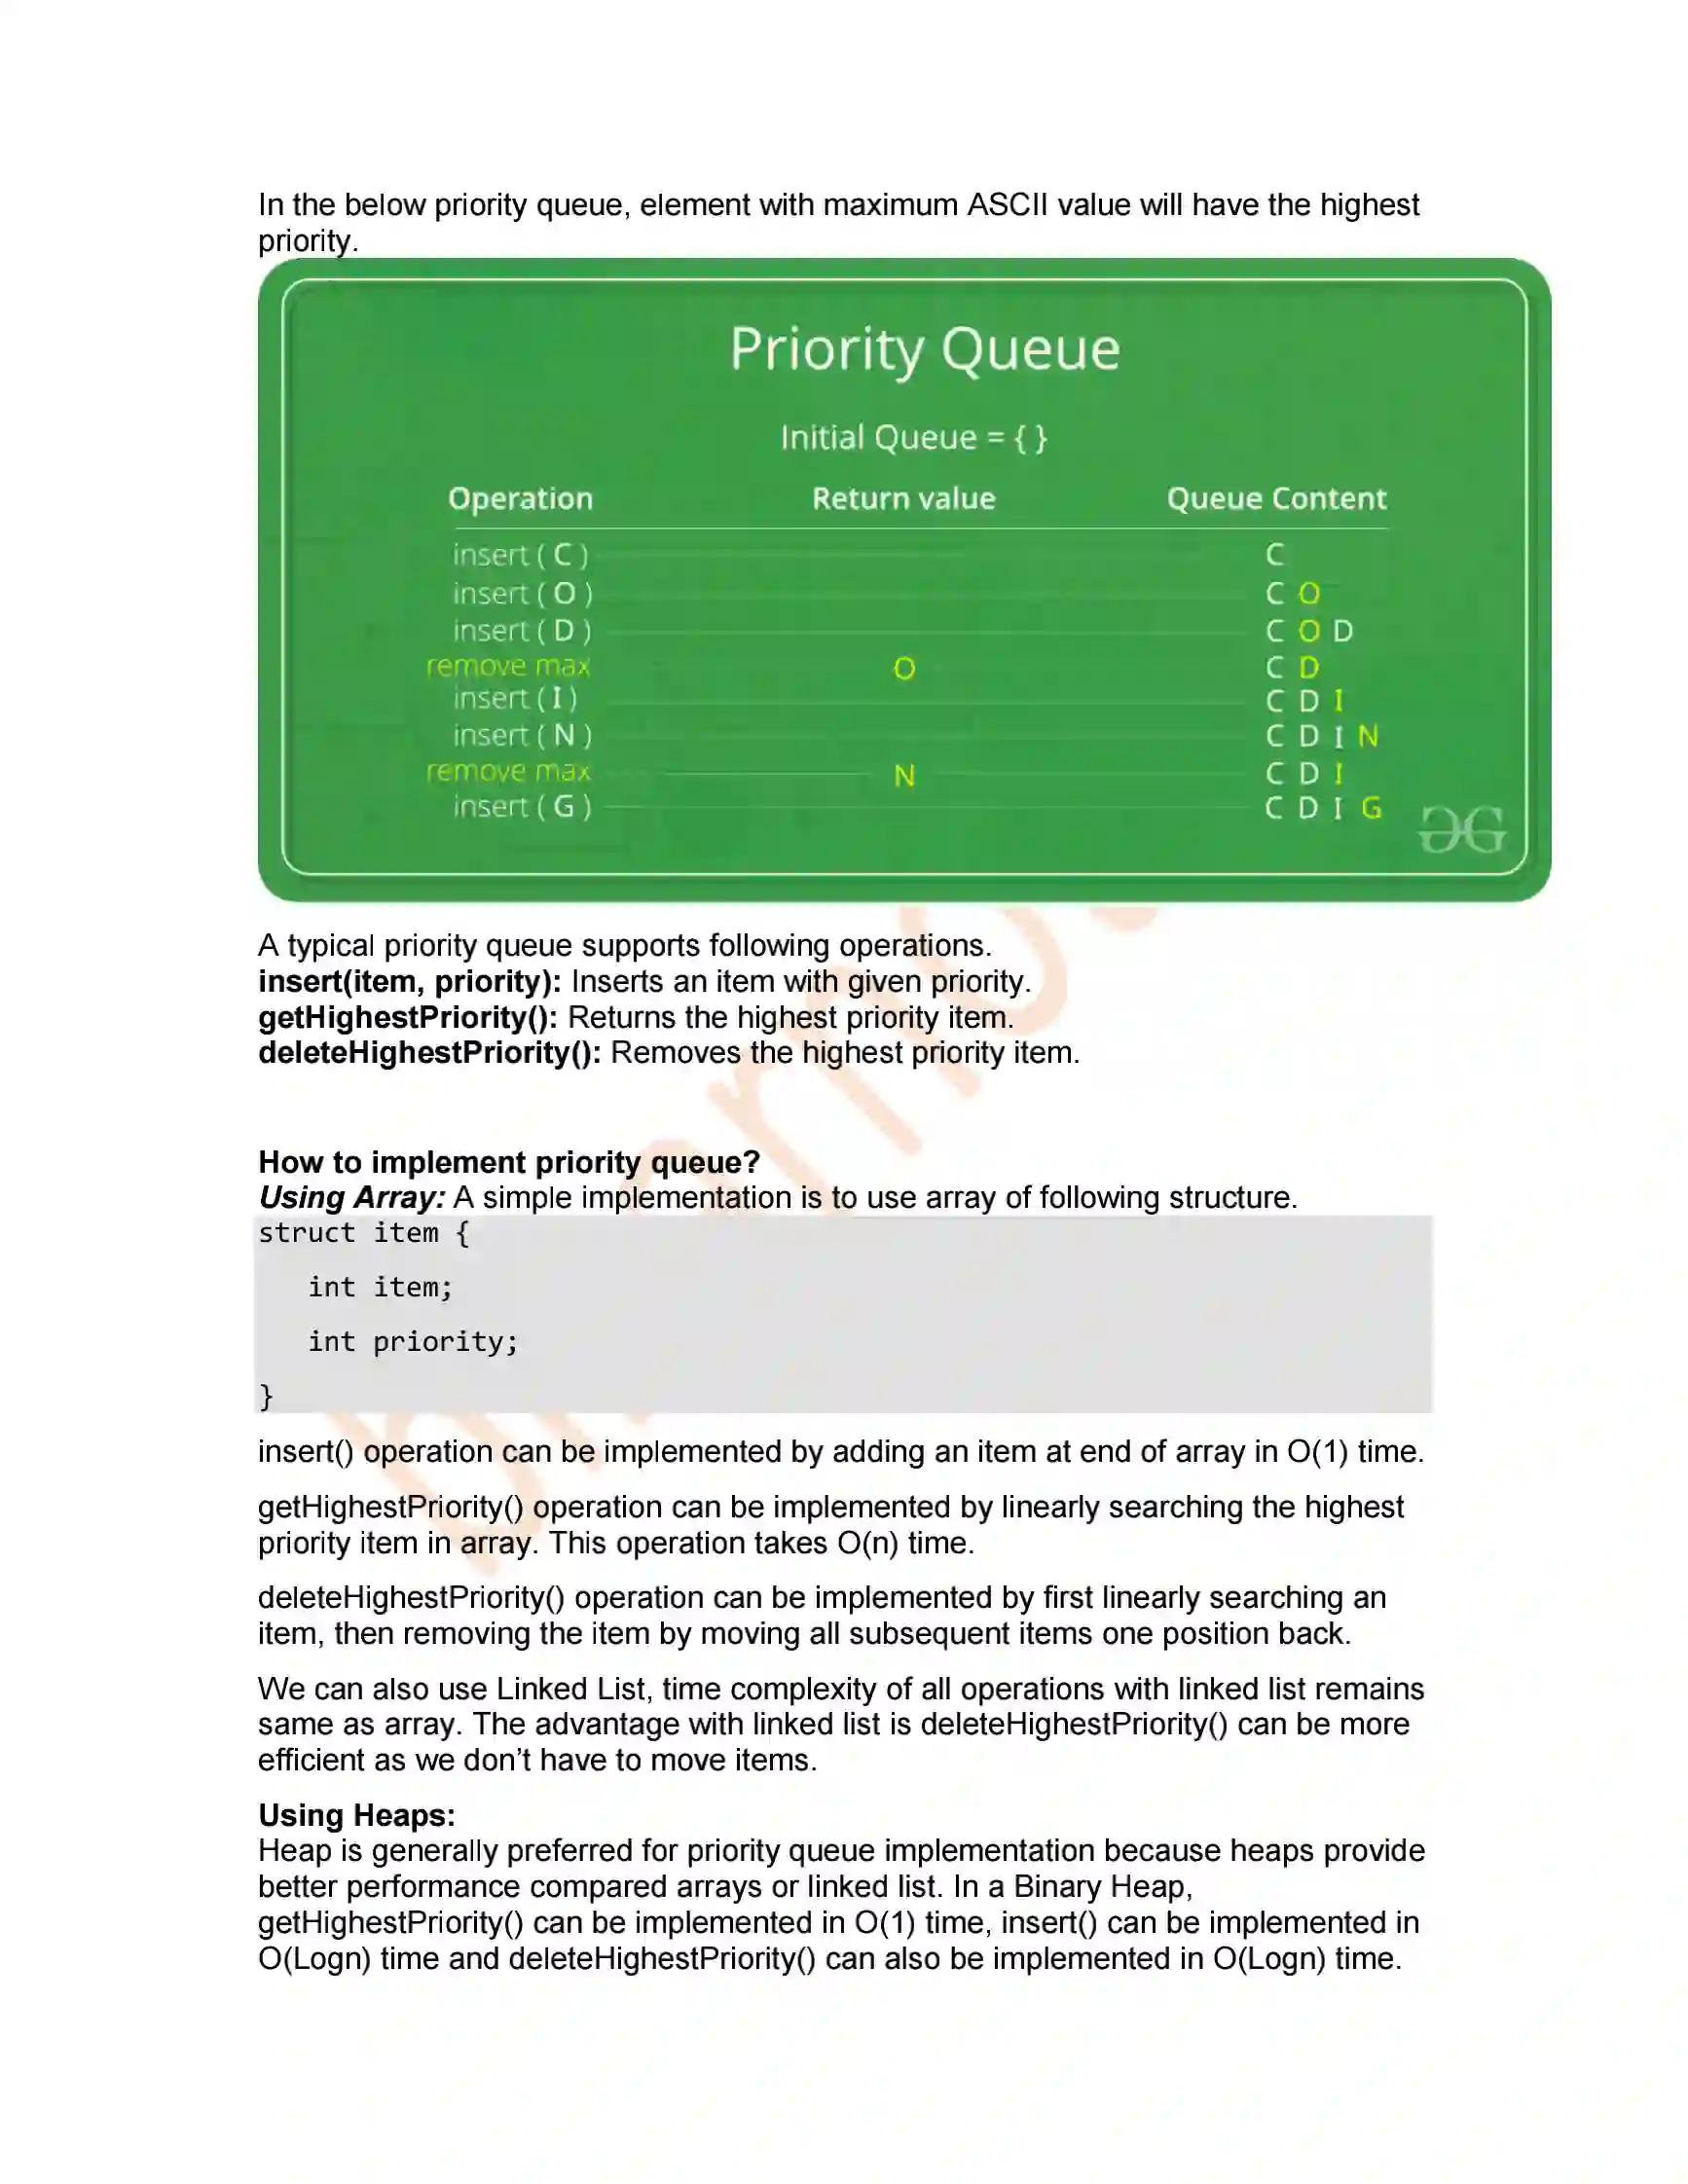 In the below priority queue, element with maximum ASCII value will have the highest
priority.
Priority Queue
Initial Queue = { }
Operation Return value Queue Content
insert ( C ) C
insert ( O ) C O
insert ( D ) C O D
remove max O C D
insert ( I ) C D I
insert ( N ) C D I N
remove max N C D I
insert ( G ) C D I G
A typical priority queue supports following operations.
insert(item, priority): Inserts an item with given priority.
getHighestPriority(): Returns the highest priority item.
deleteHighestPriority(): Removes the highest priority item.
How to implement priority queue?
Using Array: A simple implementation is to use array of following structure.
struct item {
int item;
int priority;
}
insert() operation can be implemented by adding an item at end of array in O(1) time.
getHighestPriority() operation can be implemented by linearly searching the highest
priority item in array. This operation takes O(n) time.
deleteHighestPriority() operation can be implemented by first linearly searching an
item, then removing the item by moving all subsequent items one position back.
We can also use Linked List, time complexity of all operations with linked list remains
same as array. The advantage with linked list is deleteHighestPriority() can be more
efficient as we don’t have to move items.
Using Heaps:
Heap is generally preferred for priority queue implementation because heaps provide
better performance compared arrays or linked list. In a Binary Heap,
getHighestPriority() can be implemented in O(1) time, insert() can be implemented in
O(Logn) time and deleteHighestPriority() can also be implemented in O(Logn) time.